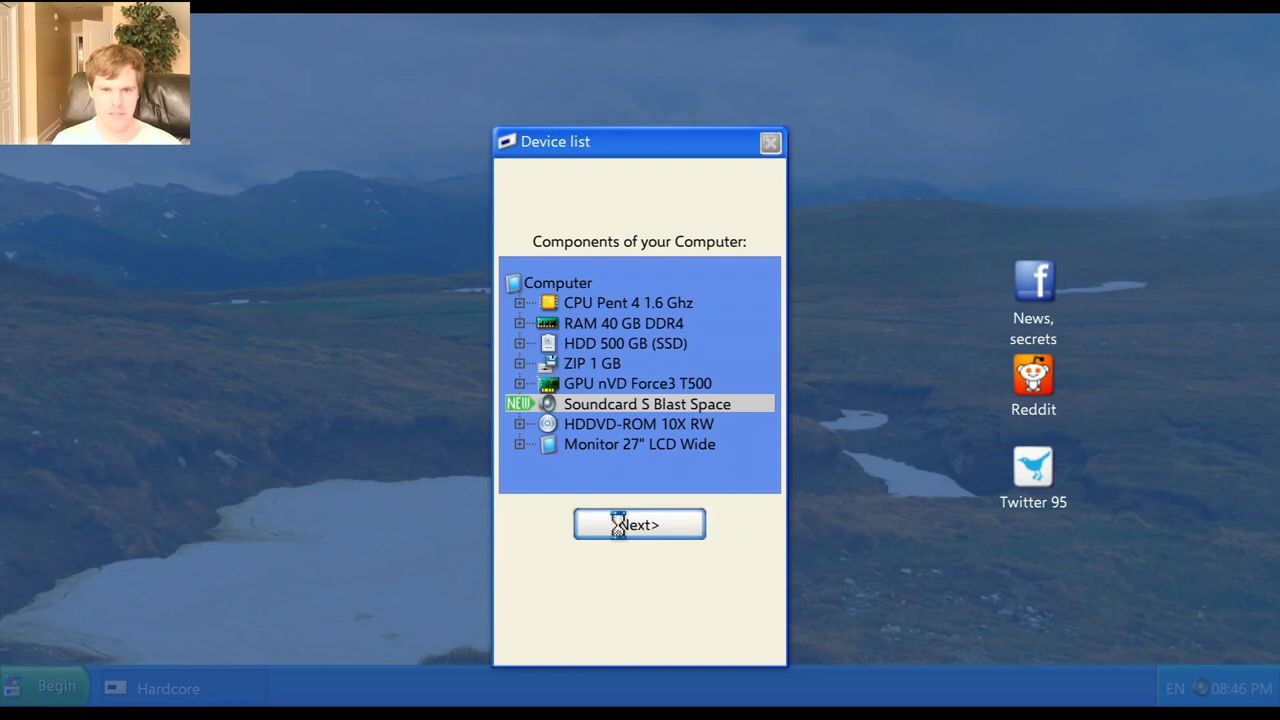 Device list
Components of your Computer:
Computer
CPU Pent 4 1.6 Ghz
RAM 40 GB DDR4
HDD 500 GB (SSD)
ZIP 1 GB
GPU nVD Force3 T500
NEW Soundcard S Blast Space
HDDVD-ROM 10X RW
Monitor 27" LCD Wide
Next>
News,
secrets
Reddit
Twitter 95
Begin
Hardcore
EN 08:46 PM